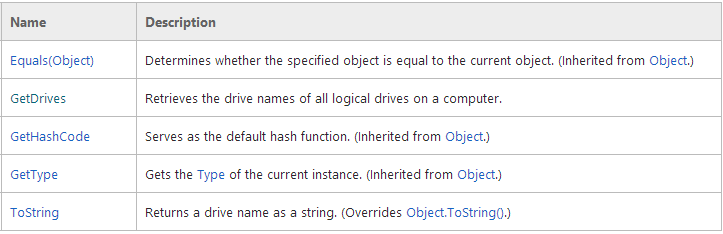 Name Description
Equals(Object) Determines whether the specified object is equal to the current object. (Inherited from Object.)
GetDrives Retrieves the drive names of all logical drives on a computer.
GetHashCode Serves as the default hash function. (Inherited from Object.)
GetType Gets the Type of the current instance. (Inherited from Object.)
ToString Returns a drive name as a string. (Overrides Object.ToString().)